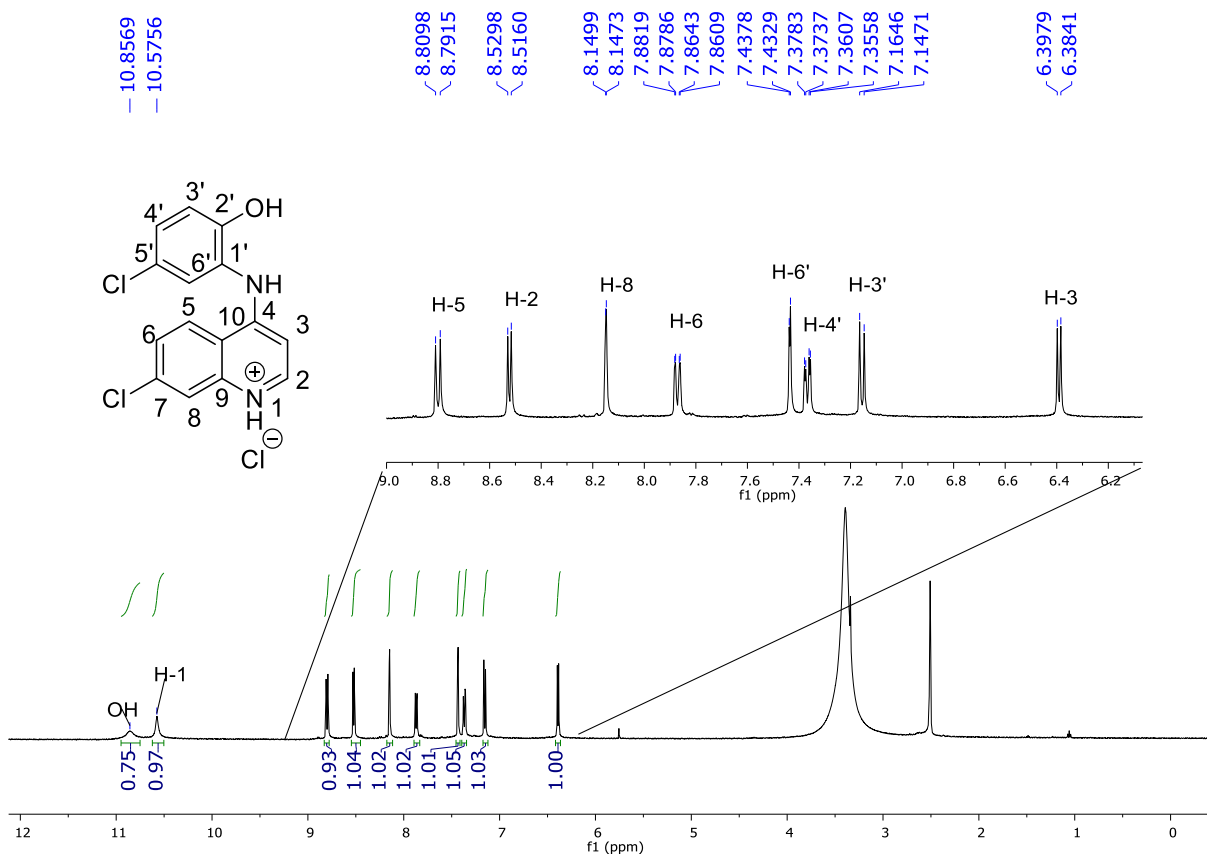 10.8569
10.5756
8.8098
8.7915
8.5298
8.5160
8.1499
8.1473
7.8819
7.8786
7.8643
7.8609
7.4378
7.4329
7.3783
7.3737
7.3607
7.3558
7.1646
7.1471
6.3979
6.3841
3'
4'
2'
OH
5'
1'
6'
Cl
NH
5
4
10
6
3
2
Cl
7
9
8
N
⊕
1
H
Cl
⊖
H-5
H-2
H-8
H-6
H-6'
H-4'
H-3'
H-3
9.0 8.8 8.6 8.4 8.2 8.0 7.8 7.6 7.4 7.2 7.0 6.8 6.6 6.4 6.2
f1 (ppm)
OH
H-1
0.75
0.97
0.93
1.04
1.02
1.02
1.01
1.05
1.03
1.00
12 11 10 9 8 7 6 5 4 3 2 1 0
f1 (ppm)